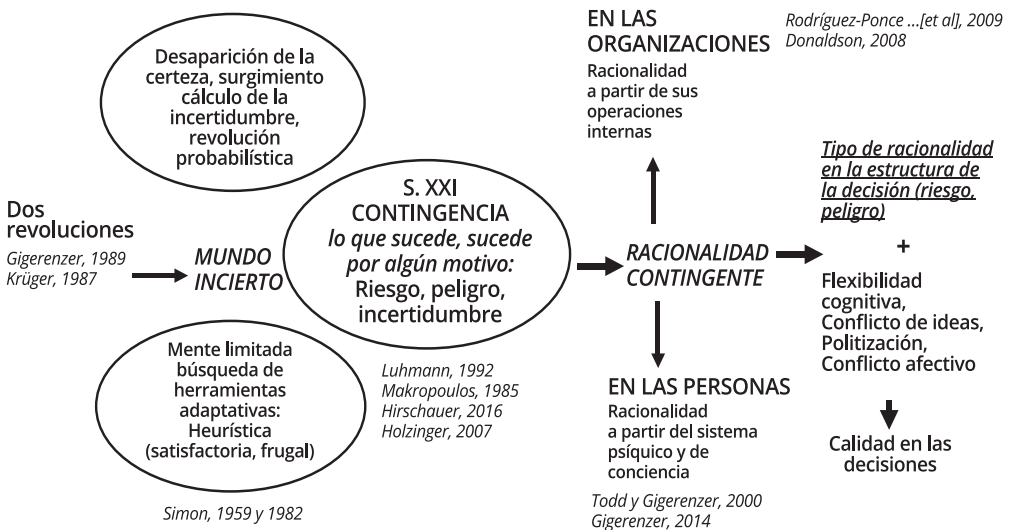 Dos
revoluciones
Gigerenzer, 1989
Krüger, 1987
Desaparición de la
certeza, surgimiento
cálculo de la
incertidumbre,
revolución
probabilística
MUNDO
INCIERTO
Mente limitada
búsqueda de
herramientas
adaptativas:
Heurística
(satisfactoria, frugal)
Simon, 1959 y 1982
S. XXI
CONTINGENCIA
lo que sucede, sucede
por algún motivo:
Riesgo, peligro,
incertidumbre
Luhmann, 1992
Makropoulos, 1985
Hirschauer, 2016
Holzinger, 2007
EN LAS
ORGANIZACIONES
Racionalidad
a partir de sus
operaciones
internas
Rodríguez-Ponce ...[et al], 2009
Donaldson, 2008
RACIONALIDAD
CONTINGENTE
EN LAS PERSONAS
Racionalidad
a partir del sistema
psíquico y de
conciencia
Todd y Gigerenzer, 2000
Gigerenzer, 2014
Tipo de racionalidad
en la estructura de
la decisión (riesgo,
peligro)
+
Flexibilidad
cognitiva,
Conflicto de ideas,
Politización,
Conflicto afectivo
Calidad en las
decisiones